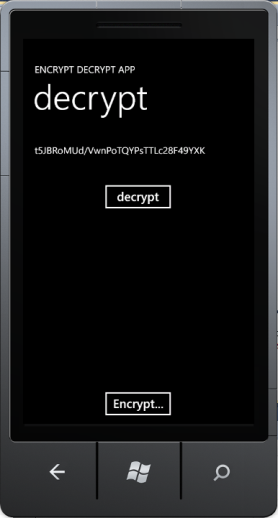 ENCRYPT DECRYPT APP
decrypt
t5JBRoMUd/VwnPoTQYPsTTLc28F49YXK
decrypt
Encrypt...